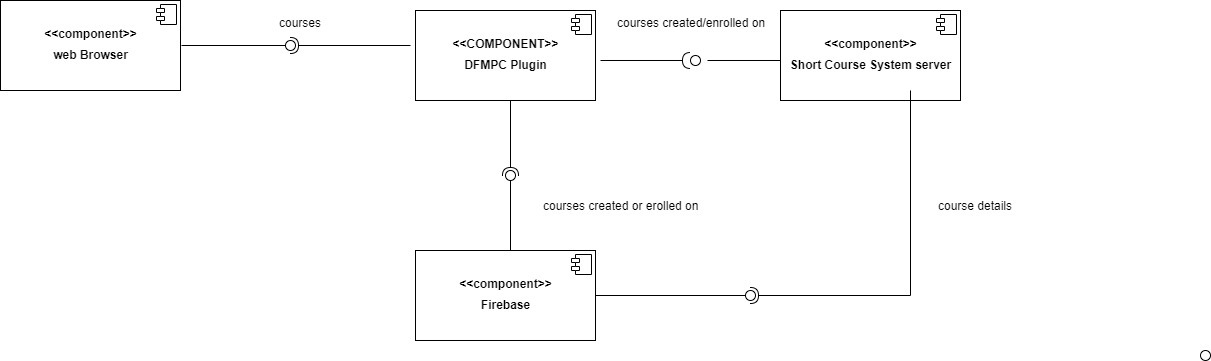 <<component>>
web Browser
courses
<<COMPONENT>>
DFMPC Plugin
courses created/enrolled on
<<component>>
Short Course System server
courses created or erolled on
course details
<<component>>
Firebase